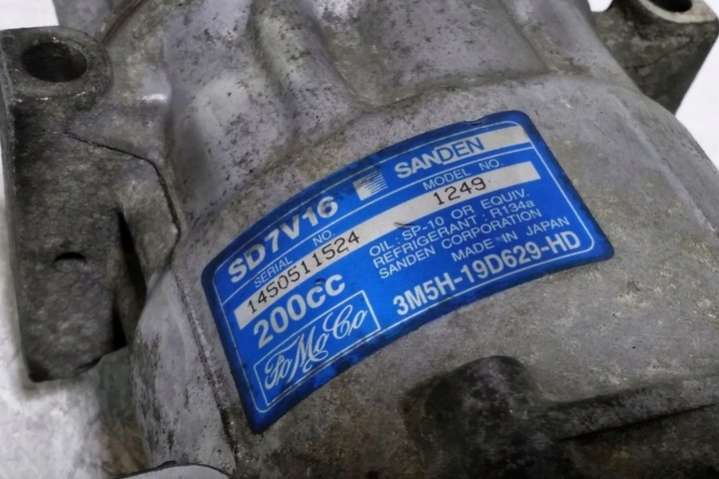 SD7V16 SANDEN
SERIAL NO. MODEL NO.
1450511524 1249
200CC OIL: SP-10 OR EQUIV.
REFRIGERANT: R134a
SANDEN CORPORATION
MADE IN JAPAN
FoMoCo 3M5H-19D629-HD